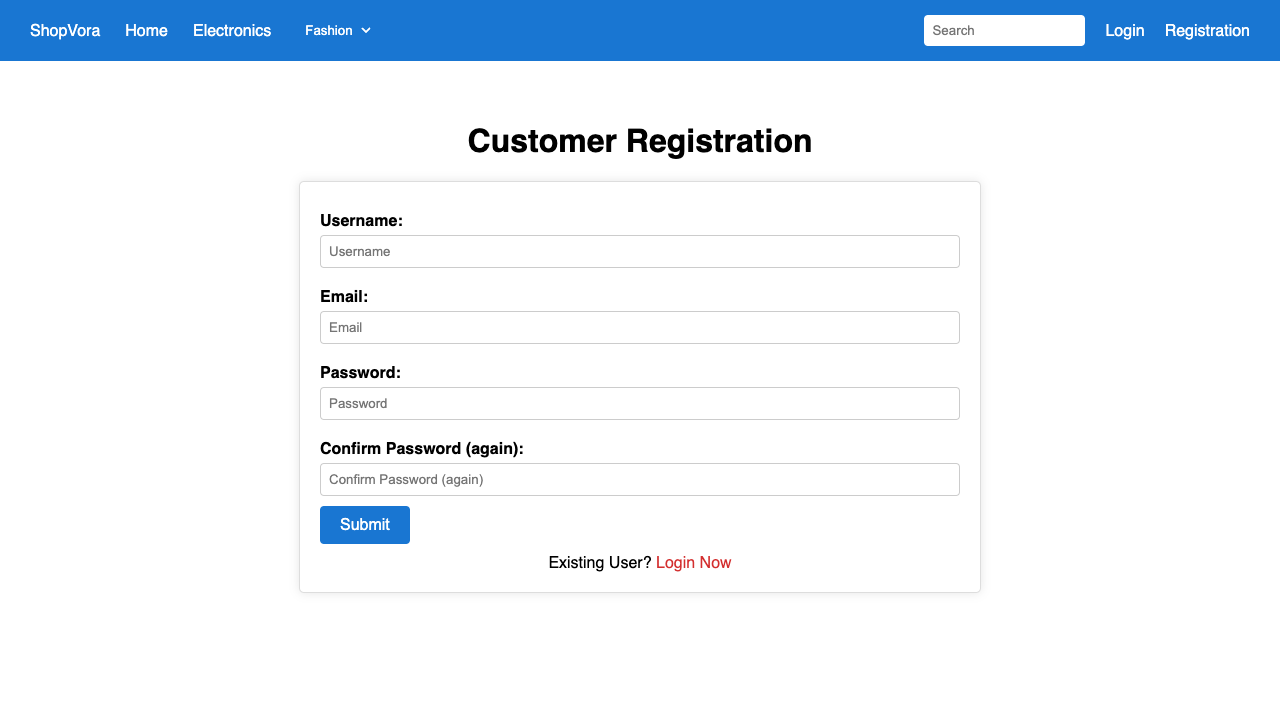 ShopVora Home Electronics Fashion Search Login Registration
Customer Registration
Username:
Username
Email:
Email
Password:
Password
Confirm Password (again):
Confirm Password (again)
Submit
Existing User? Login Now